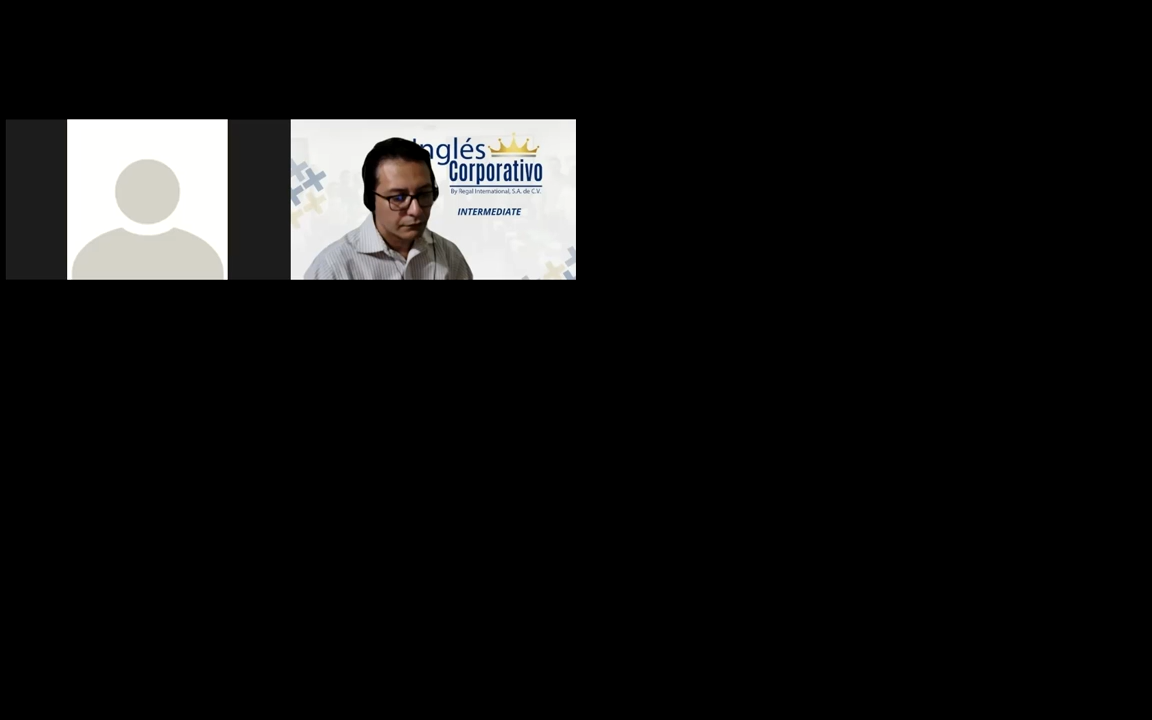 Inglés
Corporativo
By Regal International, S.A. de C.V.
INTERMEDIATE